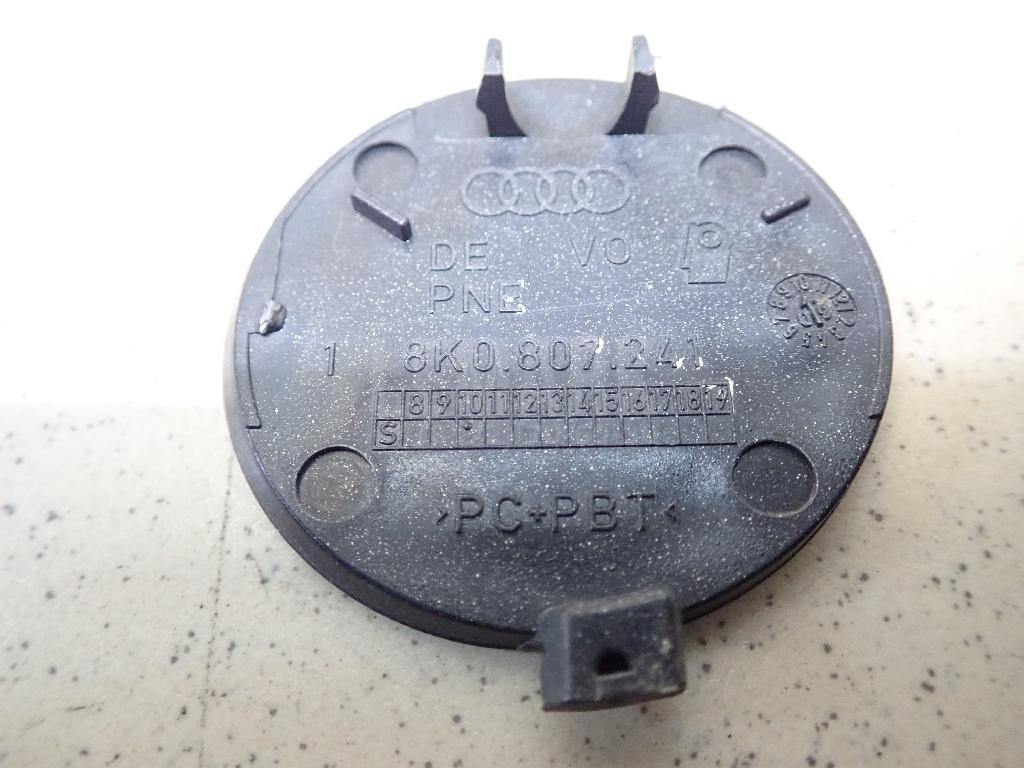 DE VO
PNE
1 8K0.807.241
8 9 10 11 12 13 14 15 16 17 18 19
S
>PC+PBT<